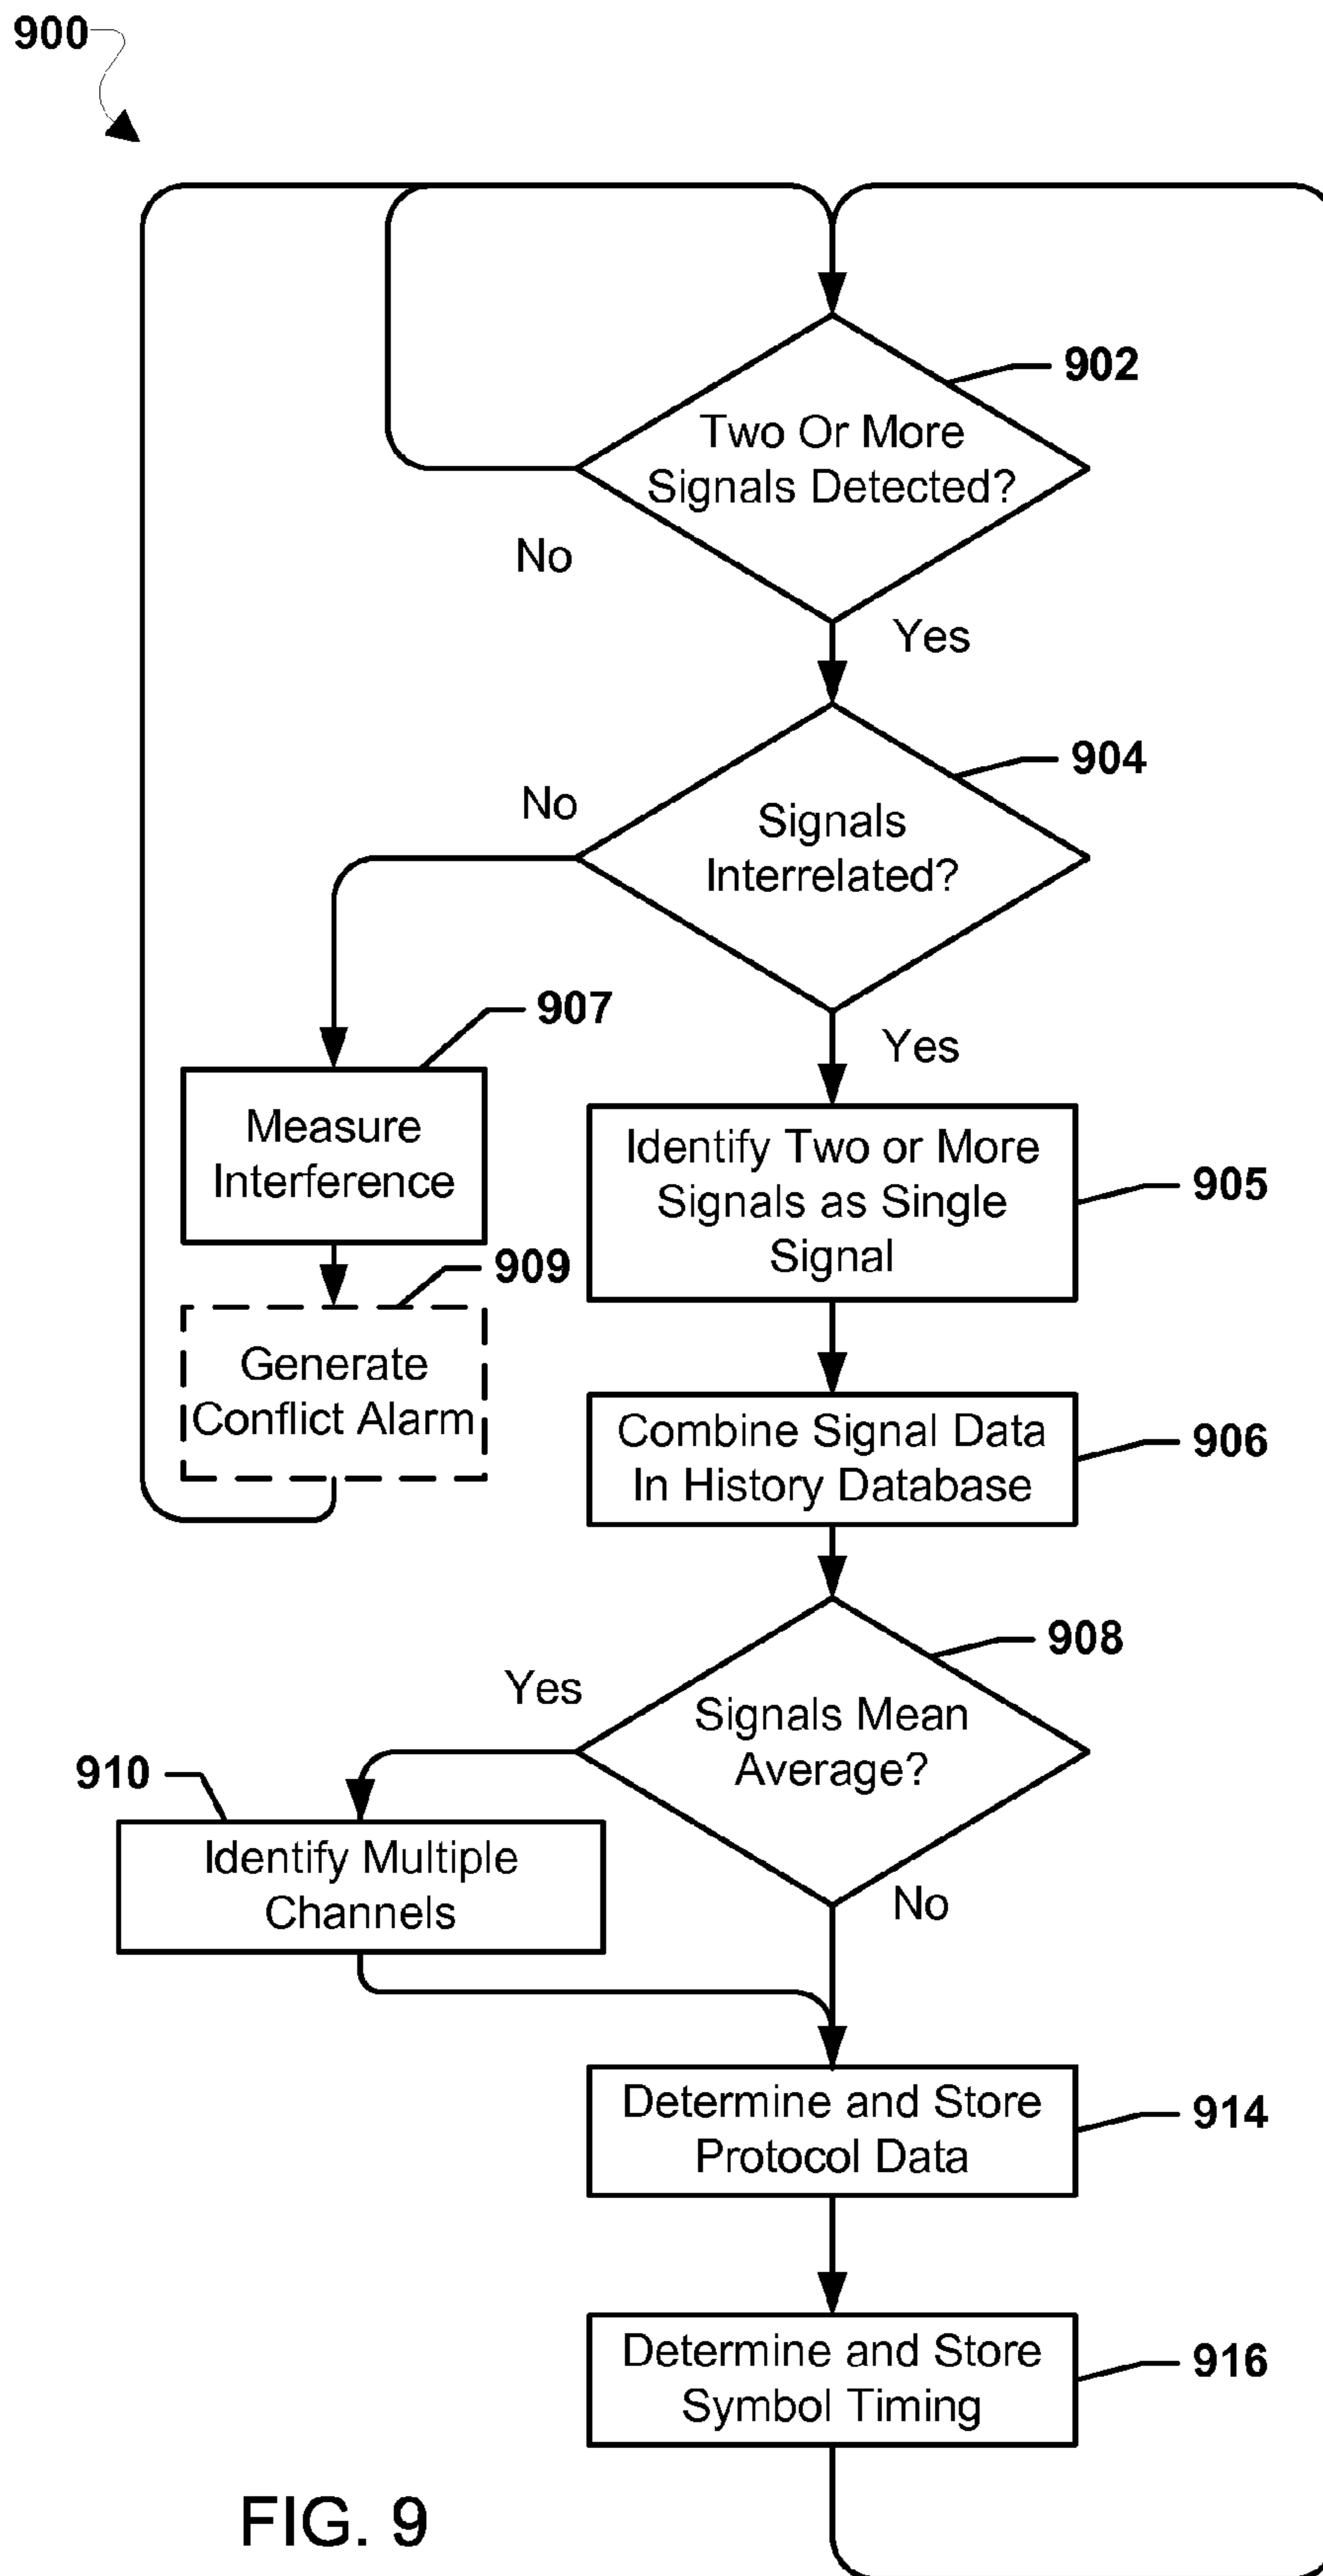 900
902
Two Or More
Signals Detected?
No
Yes
904
No
Signals
Interrelated?
907
Yes
Measure
Interference
Identify Two or More
Signals as Single
Signal
905
909
Generate
Conflict Alarm
Combine Signal Data
In History Database
906
908
Yes
Signals Mean
Average?
910
Identify Multiple
Channels
No
Determine and Store
Protocol Data
914
Determine and Store
Symbol Timing
916
FIG. 9